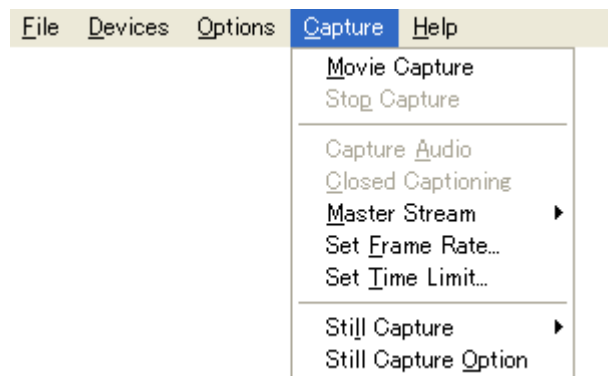 File Devices Options Capture Help
Movie Capture
Stop Capture
Capture Audio
Closed Captioning
Master Stream
Set Frame Rate...
Set Time Limit...
Still Capture
Still Capture Option